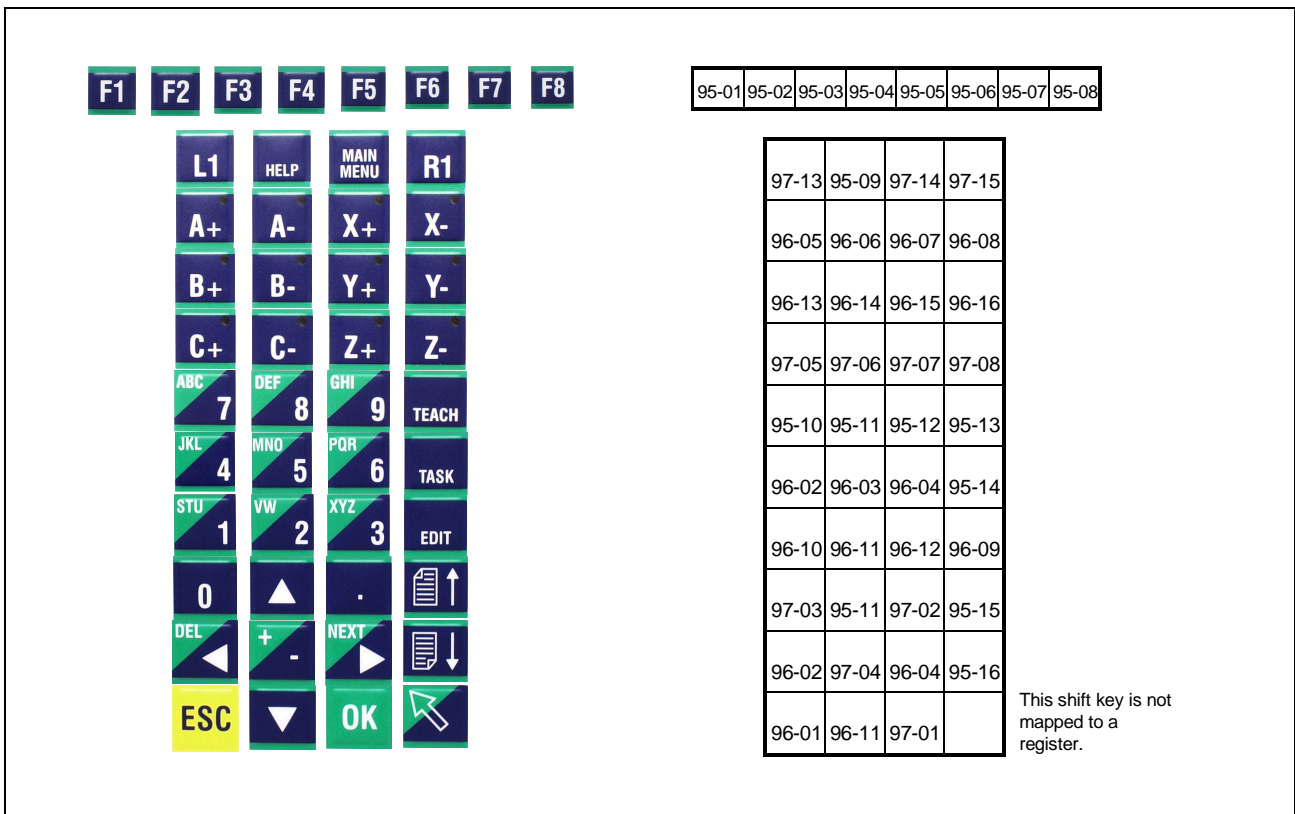 F1 F2 F3 F4 F5 F6 F7 F8
L1 HELP MAIN MENU R1
A+ A- X+ X-
B+ B- Y+ Y-
C+ C- Z+ Z-
ABC 7 DEF 8 GHI 9 TEACH
JKL 4 MNO 5 PQR 6 TASK
STU 1 VW 2 XYZ 3 EDIT
0 .
DEL + - NEXT
ESC OK
95-01 95-02 95-03 95-04 95-05 95-06 95-07 95-08
97-13 95-09 97-14 97-15
96-05 96-06 96-07 96-08
96-13 96-14 96-15 96-16
97-05 97-06 97-07 97-08
95-10 95-11 95-12 95-13
96-02 96-03 96-04 95-14
96-10 96-11 96-12 96-09
97-03 95-11 97-02 95-15
96-02 97-04 96-04 95-16
96-01 96-11 97-01
This shift key is not
mapped to a
register.